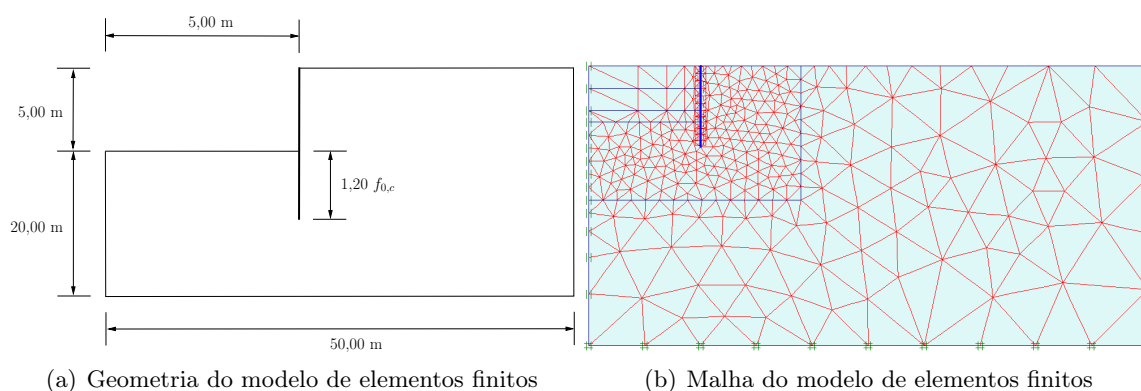 5,00 m
5,00 m
1,20 f0,c
20,00 m
50,00 m
(a) Geometria do modelo de elementos finitos
(b) Malha do modelo de elementos finitos